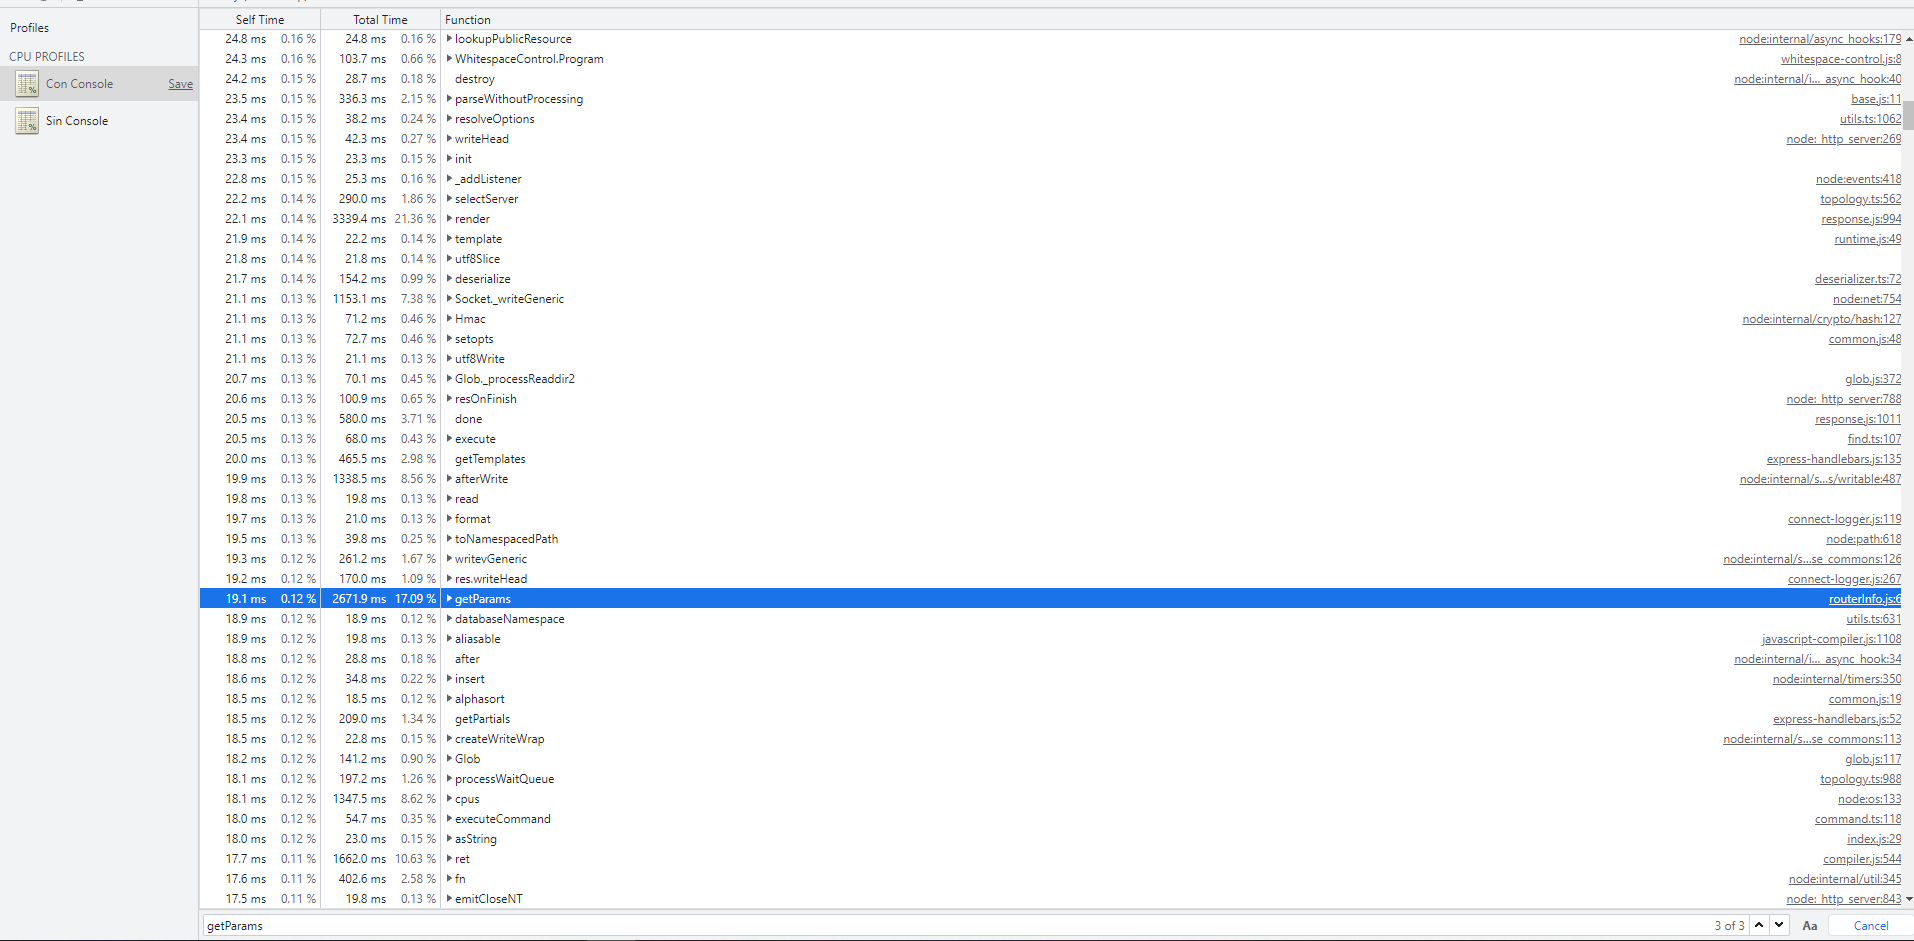 Self Time Total Time Function
Profiles
CPU PROFILES
Con Console Save
Sin Console
24.8 ms 0.16 % 24.8 ms 0.16 % lookupPublicResource node:internal/async_hooks:179
24.3 ms 0.16 % 103.7 ms 0.66 % WhitespaceControl.Program whitespace-control.js:8
24.2 ms 0.15 % 28.7 ms 0.18 % destroy node:internal/i…_async_hook:40
23.5 ms 0.15 % 336.3 ms 2.15 % parseWithoutProcessing base.js:11
23.4 ms 0.15 % 38.2 ms 0.24 % resolveOptions utils.ts:1062
23.4 ms 0.15 % 42.3 ms 0.27 % writeHead node:_http_server:269
23.3 ms 0.15 % 23.3 ms 0.15 % init
22.8 ms 0.15 % 25.3 ms 0.16 % _addListener node:events:418
22.2 ms 0.14 % 290.0 ms 1.86 % selectServer topology.ts:562
22.1 ms 0.14 % 3339.4 ms 21.36 % render response.js:994
21.9 ms 0.14 % 22.2 ms 0.14 % template runtime.js:49
21.8 ms 0.14 % 21.8 ms 0.14 % utf8Slice
21.7 ms 0.14 % 154.2 ms 0.99 % deserialize deserializer.ts:72
21.1 ms 0.13 % 1153.1 ms 7.38 % Socket._writeGeneric node:net:754
21.1 ms 0.13 % 71.2 ms 0.46 % Hmac node:internal/crypto/hash:127
21.1 ms 0.13 % 72.7 ms 0.46 % setopts common.js:48
21.1 ms 0.13 % 21.1 ms 0.13 % utf8Write
20.7 ms 0.13 % 70.1 ms 0.45 % Glob._processReaddir2 glob.js:372
20.6 ms 0.13 % 100.9 ms 0.65 % resOnFinish node:_http_server:788
20.5 ms 0.13 % 580.0 ms 3.71 % done response.js:1011
20.5 ms 0.13 % 68.0 ms 0.43 % execute find.ts:107
20.0 ms 0.13 % 465.5 ms 2.98 % getTemplates express-handlebars.js:135
19.9 ms 0.13 % 1338.5 ms 8.56 % afterWrite node:internal/s…s/writable:487
19.8 ms 0.13 % 19.8 ms 0.13 % read
19.7 ms 0.13 % 21.0 ms 0.13 % format connect-logger.js:119
19.5 ms 0.13 % 39.8 ms 0.25 % toNamespacedPath node:path:618
19.3 ms 0.12 % 261.2 ms 1.67 % writevGeneric node:internal/s…se_commons:126
19.2 ms 0.12 % 170.0 ms 1.09 % res.writeHead connect-logger.js:267
19.1 ms 0.12 % 2671.9 ms 17.09 % getParams routerInfo.js:6
18.9 ms 0.12 % 18.9 ms 0.12 % databaseNamespace utils.ts:631
18.9 ms 0.12 % 19.8 ms 0.13 % aliasable javascript-compiler.js:1108
18.8 ms 0.12 % 28.8 ms 0.18 % after node:internal/i…_async_hook:34
18.6 ms 0.12 % 34.8 ms 0.22 % insert node:internal/timers:350
18.5 ms 0.12 % 18.5 ms 0.12 % alphasort common.js:19
18.5 ms 0.12 % 209.0 ms 1.34 % getPartials express-handlebars.js:52
18.5 ms 0.12 % 22.8 ms 0.15 % createWriteWrap node:internal/s…se_commons:113
18.2 ms 0.12 % 141.2 ms 0.90 % Glob glob.js:117
18.1 ms 0.12 % 197.2 ms 1.26 % processWaitQueue topology.ts:988
18.1 ms 0.12 % 1347.5 ms 8.62 % cpus node:os:133
18.0 ms 0.12 % 54.7 ms 0.35 % executeCommand command.ts:118
18.0 ms 0.12 % 23.0 ms 0.15 % asString index.js:29
17.7 ms 0.11 % 1662.0 ms 10.63 % ret compiler.js:544
17.6 ms 0.11 % 402.6 ms 2.58 % fn node:internal/util:345
17.5 ms 0.11 % 19.8 ms 0.13 % emitCloseNT node:_http_server:843
getParams 3 of 3 Aa Cancel